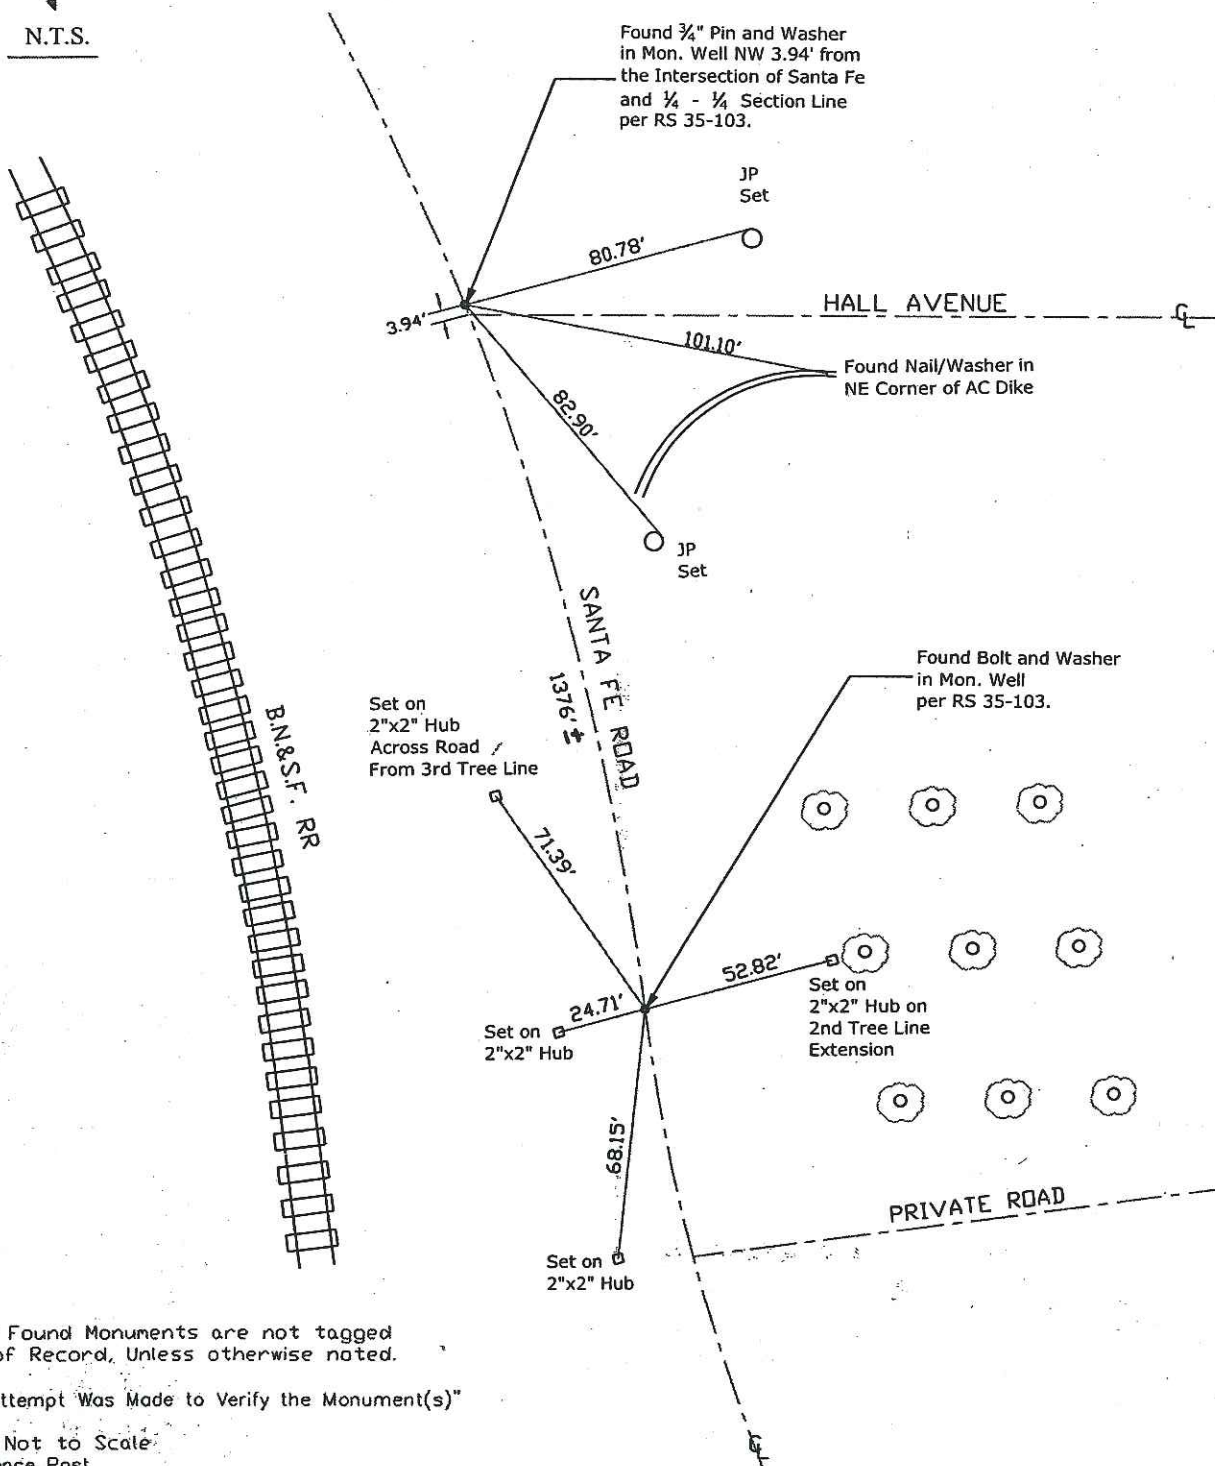 N.T.S.
Found ¾" Pin and Washer
in Mon. Well NW 3.94' from
the Intersection of Santa Fe
and ¼ - ¼ Section Line
per RS 35-103.
JP
Set
80.78'
3.94'
HALL AVENUE
101.10'
Found Nail/Washer in
NE Corner of AC Dike
82.90'
JP
Set
SANTA FE ROAD
1376'±
Found Bolt and Washer
in Mon. Well
per RS 35-103.
Set on
2"x2" Hub
Across Road
From 3rd Tree Line
B.N.&S.F. RR
71.39'
52.82'
Set on
2"x2" Hub on
2nd Tree Line
Extension
24.71'
Set on
2"x2" Hub
68.15'
PRIVATE ROAD
Set on
2"x2" Hub
Found Monuments are not tagged
of Record, Unless otherwise noted.
ttempt Was Made to Verify the Monument(s)"
Not to Scale